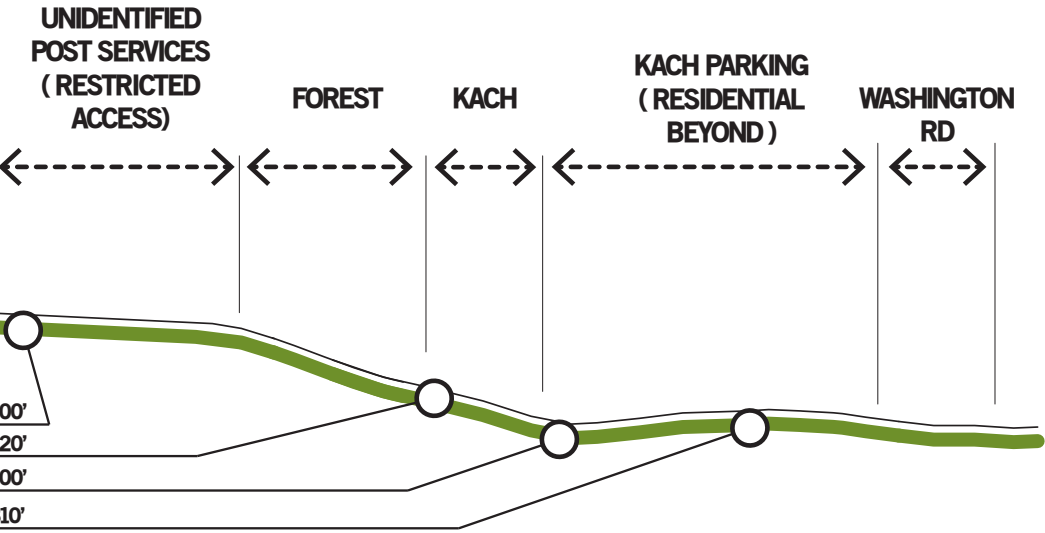 UNIDENTIFIED
POST SERVICES
( RESTRICTED
ACCESS)
FOREST
KACH
KACH PARKING
( RESIDENTIAL
BEYOND )
WASHINGTON
RD
00’
20’
00’
10’